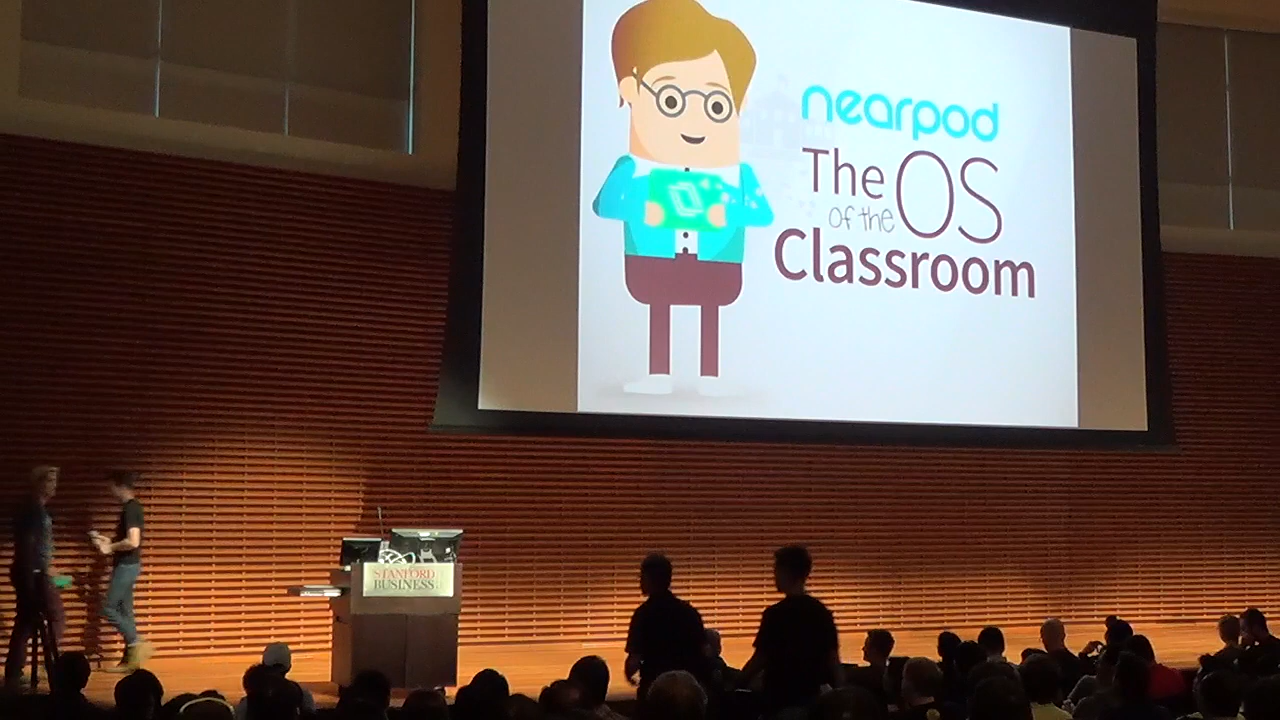 nearpod
The OS
of the
Classroom
STANFORD
BUSINESS